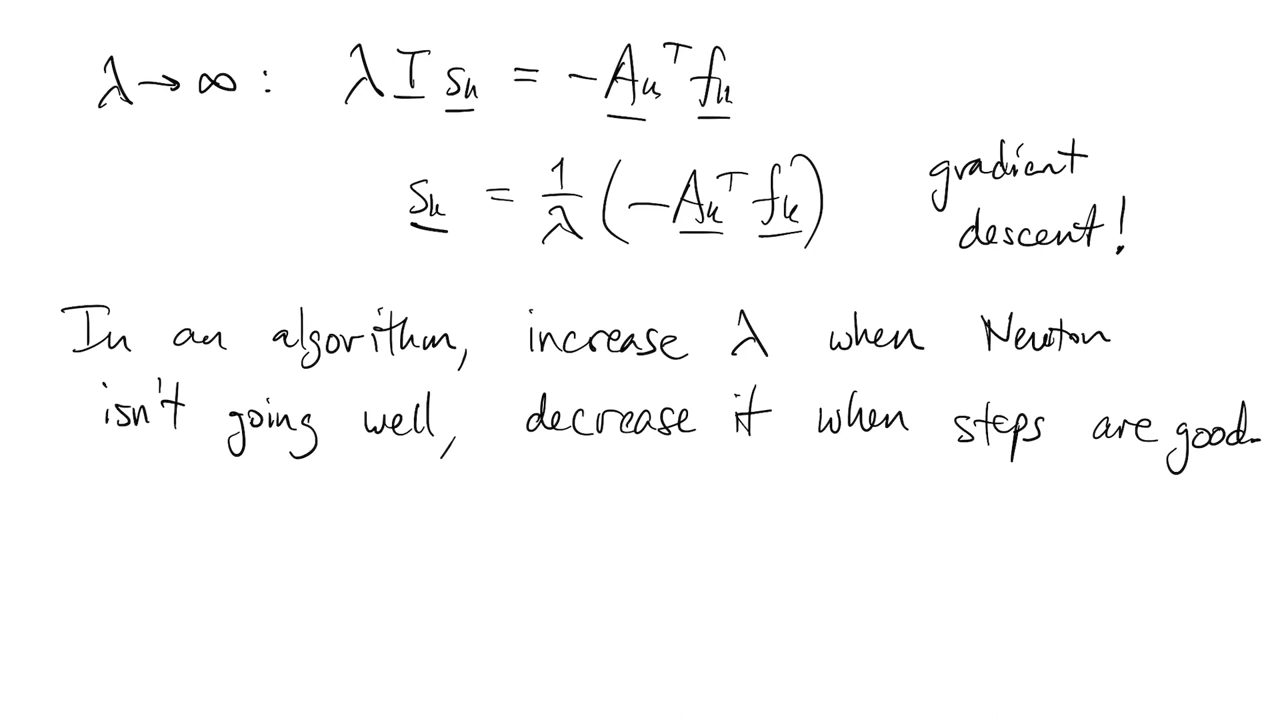 λ → ∞ : λ I s_k = -A_k^T f_k
s_k = 1/λ (-A_k^T f_k)
gradient
descent!
In an algorithm, increase λ when Newton
isn't going well, decrease it when steps are good.